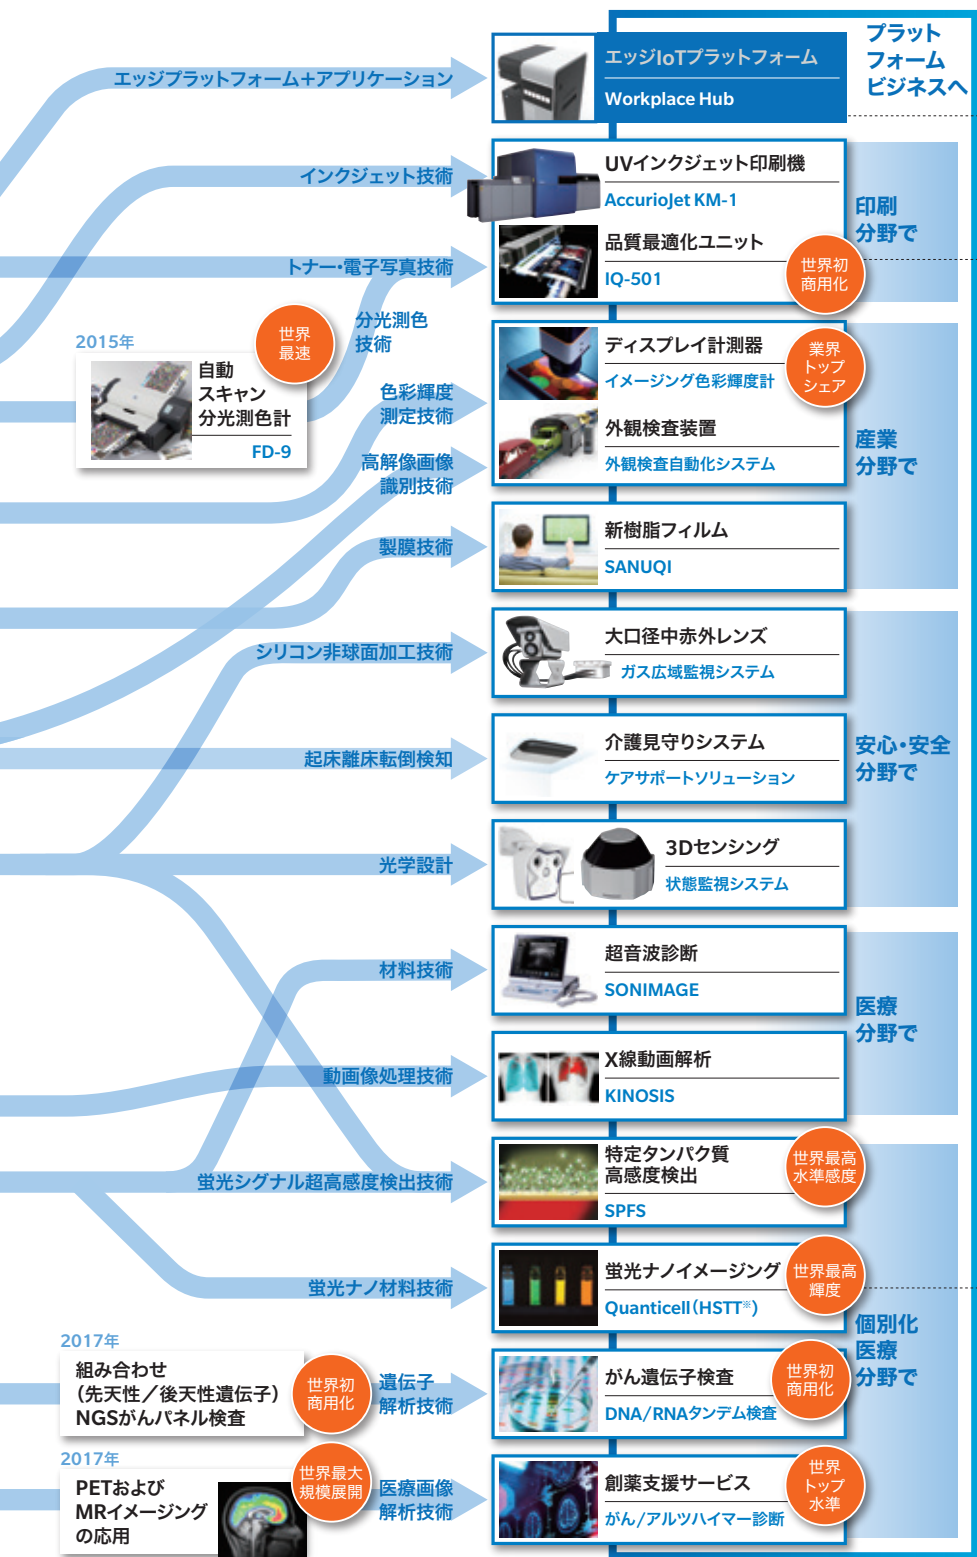 プラット
フォーム
ビジネスへ
エッジプラットフォーム＋アプリケーション
エッジIoTプラットフォーム
Workplace Hub
インクジェット技術
UVインクジェット印刷機
AccurioJet KM-1
印刷
分野で
トナー・電子写真技術
品質最適化ユニット
IQ-501
世界初
商用化
2015年
自動
スキャン
分光測色計
FD-9
世界
最速
分光測色
技術
色彩輝度
測定技術
ディスプレイ計測器
イメージング色彩輝度計
業界
トップ
シェア
高解像画像
識別技術
外観検査装置
外観検査自動化システム
産業
分野で
製膜技術
新樹脂フィルム
SANUQI
シリコン非球面加工技術
大口径中赤外レンズ
ガス広域監視システム
起床離床転倒検知
介護見守りシステム
ケアサポートソリューション
安心・安全
分野で
光学設計
3Dセンシング
状態監視システム
材料技術
超音波診断
SONIMAGE
医療
分野で
動画像処理技術
X線動画解析
KINOSIS
蛍光シグナル超高感度検出技術
特定タンパク質
高感度検出
SPFS
世界最高
水準感度
蛍光ナノ材料技術
蛍光ナノイメージング
Quanticell（HSTT※）
世界最高
輝度
個別化
医療
分野で
2017年
組み合わせ
（先天性／後天性遺伝子）
NGSがんパネル検査
世界初
商用化
遺伝子
解析技術
がん遺伝子検査
DNA/RNAタンデム検査
世界初
商用化
2017年
PETおよび
MRイメージング
の応用
世界最大
規模展開
医療画像
解析技術
創薬支援サービス
がん/アルツハイマー診断
世界
トップ
水準